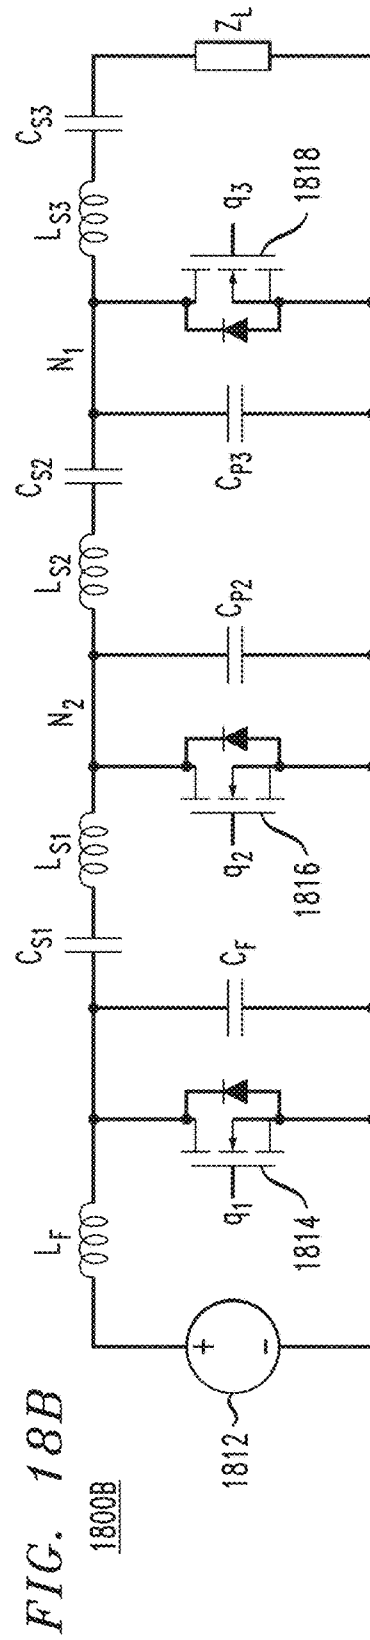 FIG. 18B
1800B
1812
+
-
L_F
q_1
1814
C_F
C_S1
L_S1
q_2
1816
N_2
C_P2
L_S2
C_S2
C_P3
N_1
q_3
1818
L_S3
C_S3
Z_L